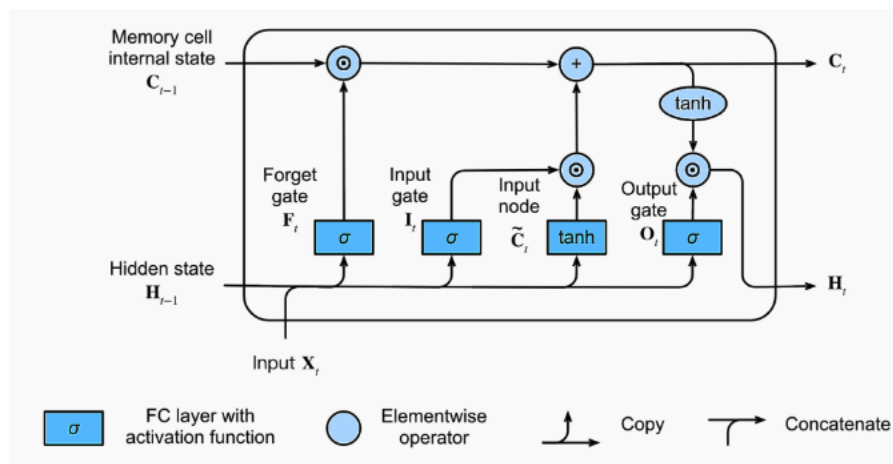 Memory cell
internal state
C_{t−1}
⊙
+
C_t
tanh
Forget
gate
F_t
Input
gate
I_t
Input
node
C̃_t
⊙
Output
gate
O_t
⊙
σ
σ
tanh
σ
Hidden state
H_{t−1}
H_t
Input X_t
σ
FC layer with
activation function
Elementwise
operator
Copy
Concatenate